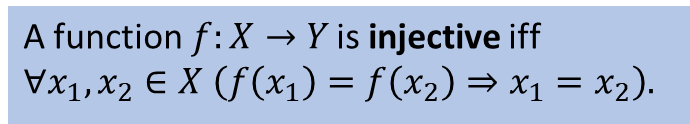 A function 𝑓: 𝑋 → 𝑌 is injective iff
∀𝑥₁, 𝑥₂ ∈ 𝑋 (𝑓(𝑥₁) = 𝑓(𝑥₂) ⇒ 𝑥₁ = 𝑥₂).